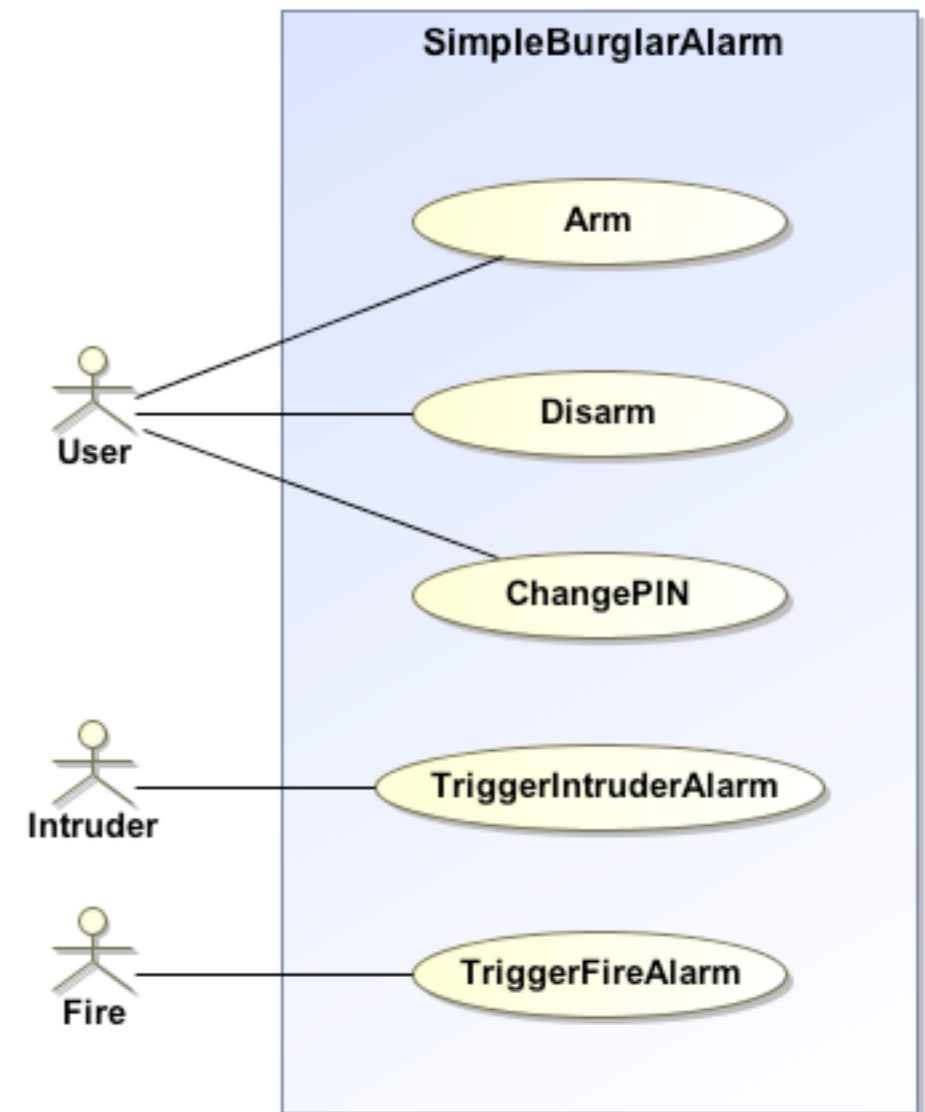 SimpleBurglarAlarm
Arm
Disarm
User
ChangePIN
TriggerIntruderAlarm
Intruder
TriggerFireAlarm
Fire